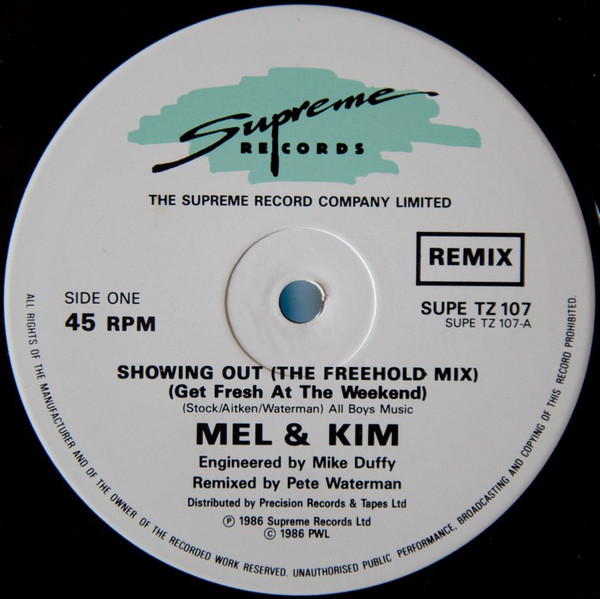 Supreme
RECORDS
THE SUPREME RECORD COMPANY LIMITED
REMIX
SIDE ONE
45 RPM
SUPE TZ 107
SUPE TZ 107-A
SHOWING OUT (THE FREEHOLD MIX)
(Get Fresh At The Weekend)
(Stock/Aitken/Waterman) All Boys Music
MEL & KIM
Engineered by Mike Duffy
Remixed by Pete Waterman
Distributed by Precision Records & Tapes Ltd
℗ 1986 Supreme Records Ltd
© 1986 PWL
ALL RIGHTS OF THE MANUFACTURER AND OF THE OWNER OF THE RECORDED WORK RESERVED. UNAUTHORISED PUBLIC PERFORMANCE, BROADCASTING AND COPYING OF THIS RECORD PROHIBITED.